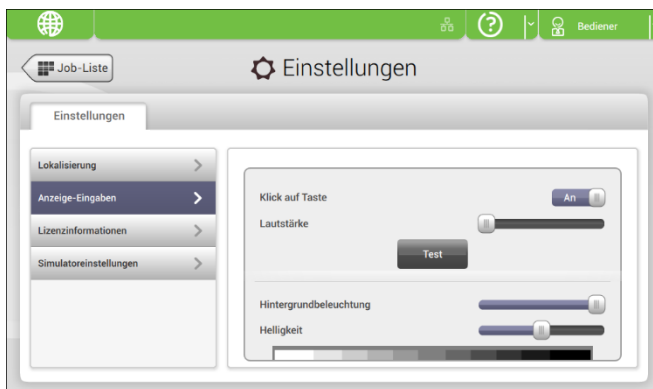 Bediener
Job-Liste
Einstellungen
Einstellungen
Lokalisierung
Anzeige-Eingaben
Lizenzinformationen
Simulatoreinstellungen
Klick auf Taste
An
Lautstärke
Test
Hintergrundbeleuchtung
Helligkeit